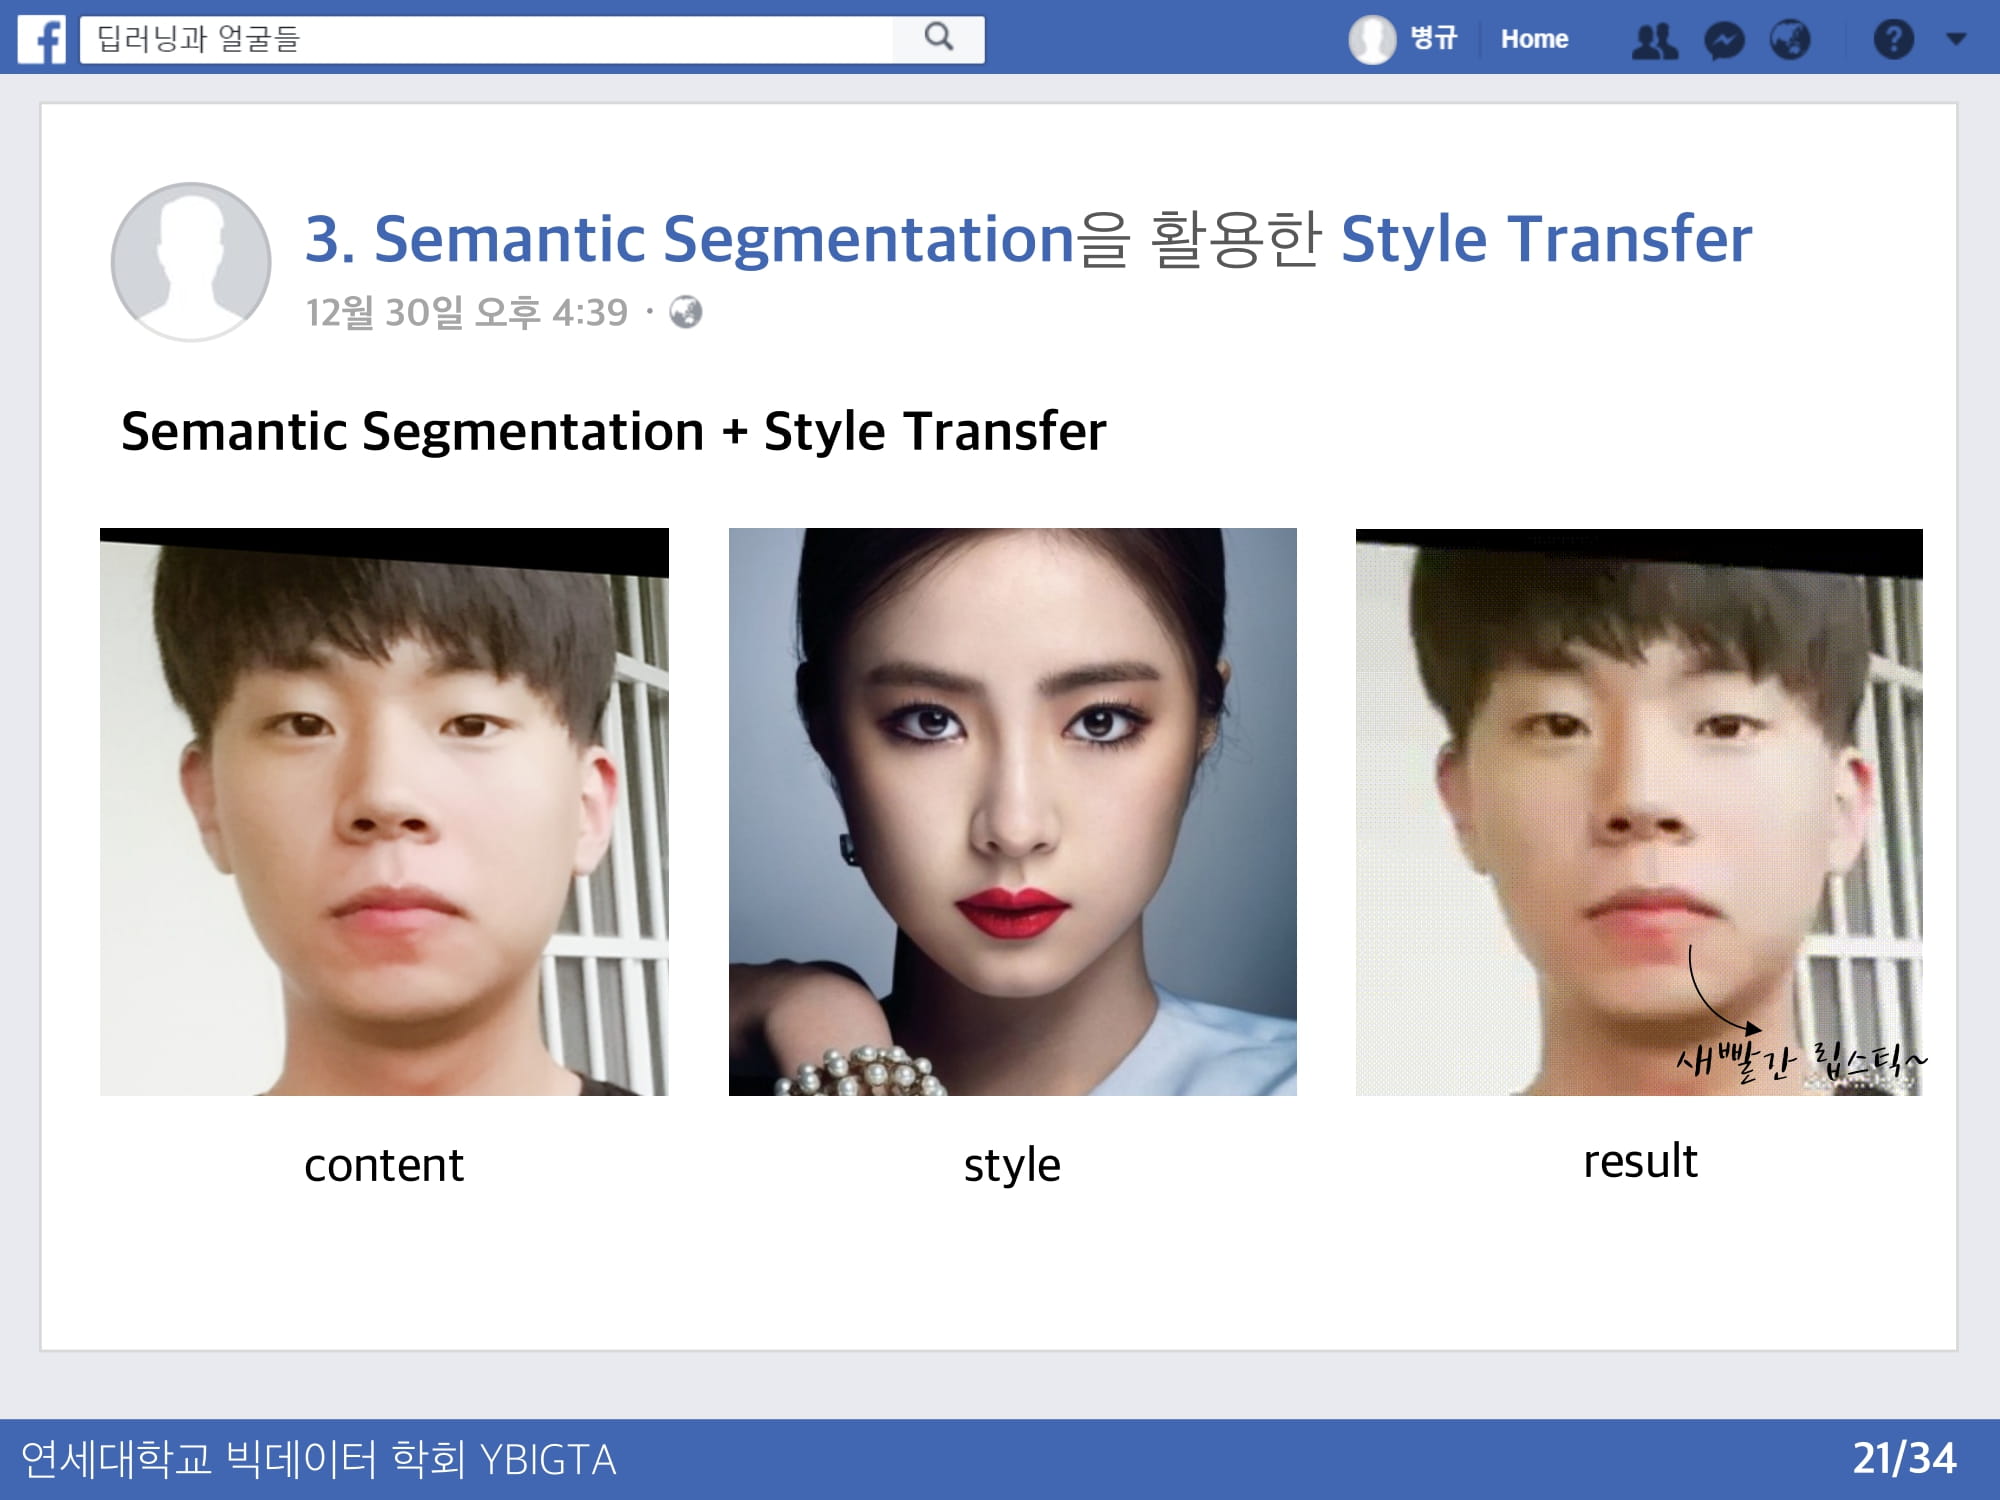 f 딥러닝과 얼굴들 병규 Home ?
3. Semantic Segmentation을 활용한 Style Transfer
12월 30일 오후 4:39 ·
Semantic Segmentation + Style Transfer
새빨간 립스틱~
content style result
연세대학교 빅데이터 학회 YBIGTA 21/34